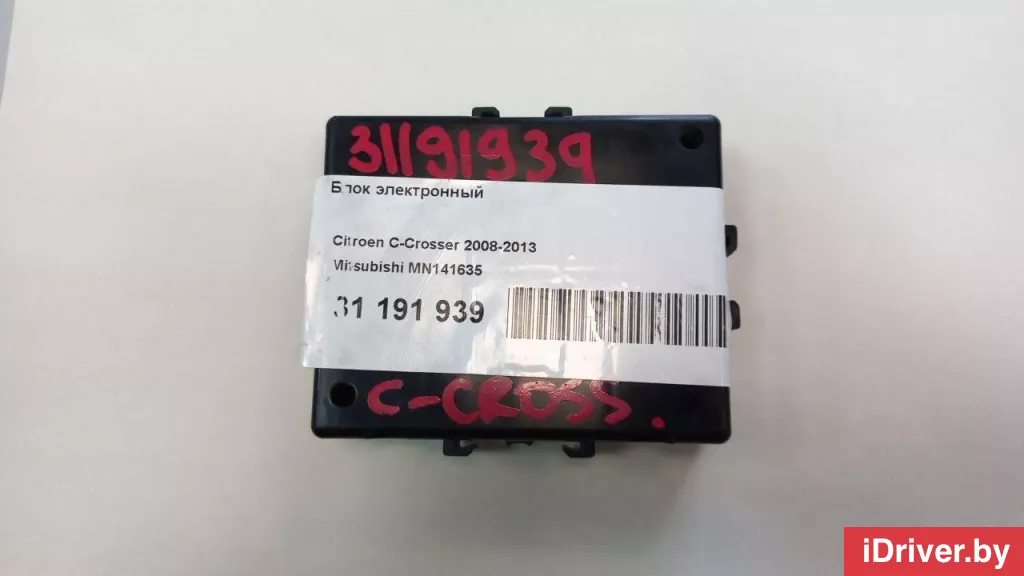 31191939
Блок электронный
Citroen C-Crosser 2008-2013
Mitsubishi MN141635
31 191 939
C-CROSS.
iDriver.by